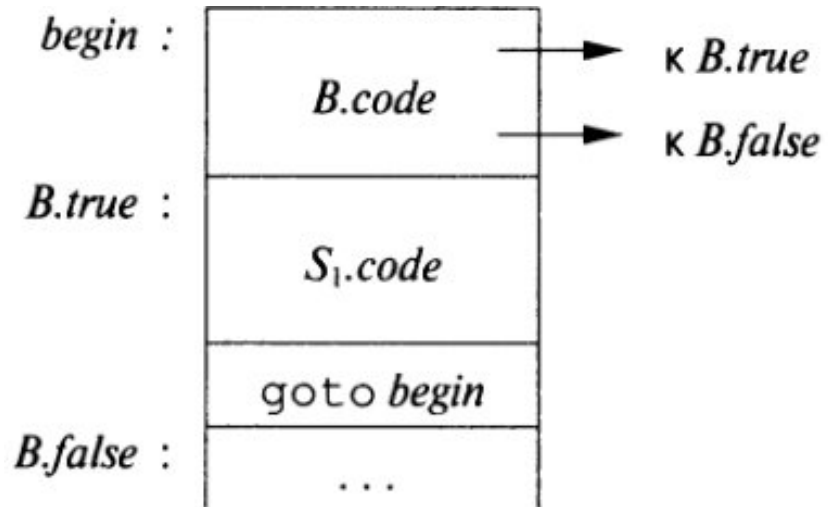 begin :
B.code
к B.true
к B.false
B.true :
S₁.code
goto begin
B.false :
...